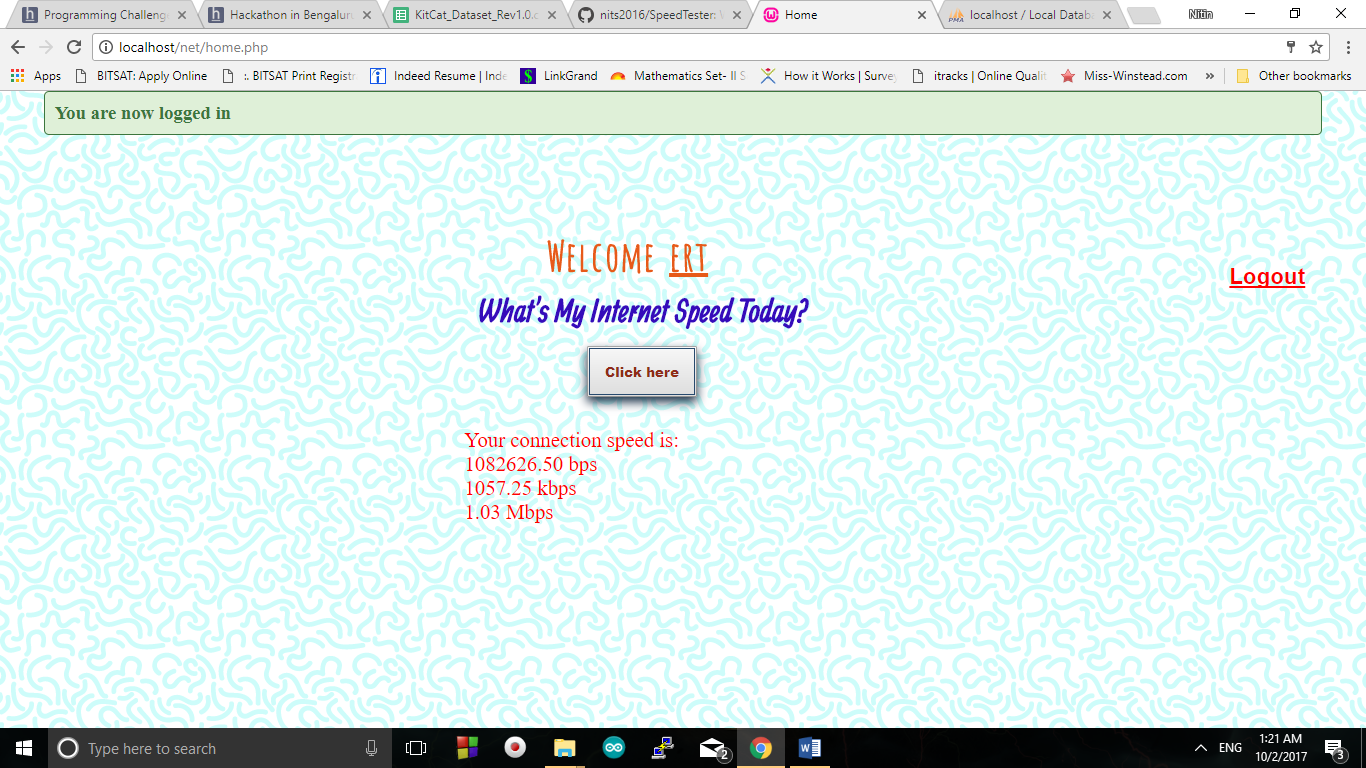 Programming Challeng
Hackathon in Bengalur
KitCat_Dataset_Rev1.0.c
nits2016/SpeedTester: W
Home
localhost / Local Datab
Nitin
localhost/net/home.php
Apps
BITSAT: Apply Online
:. BITSAT Print Registr
Indeed Resume | Inde
LinkGrand
Mathematics Set- II S
How it Works | Survey
itracks | Online Qualit
Miss-Winstead.com
»
Other bookmarks
You are now logged in
Welcome ert
Logout
What's My Internet Speed Today?
Click here
Your connection speed is:
1082626.50 bps
1057.25 kbps
1.03 Mbps
Type here to search
2
ENG
1:21 AM
10/2/2017
3